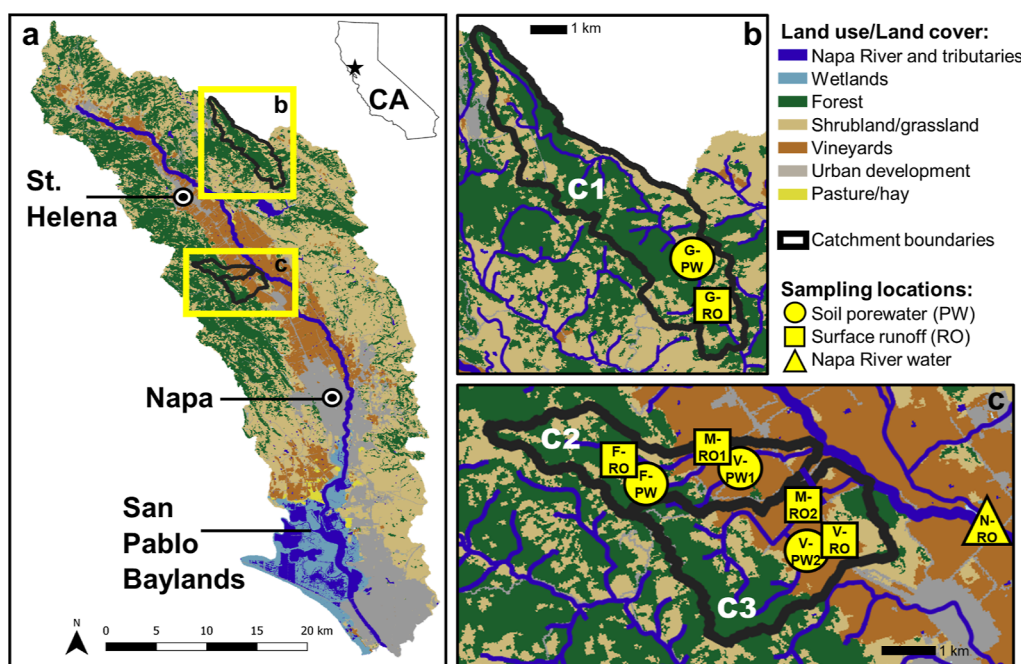 a
b
CA
St.
Helena
c
Napa
San
Pablo
Baylands
N
0 5 10 15 20 km
1 km
b
C1
G-
PW
G-
RO
Land use/Land cover:
Napa River and tributaries
Wetlands
Forest
Shrubland/grassland
Vineyards
Urban development
Pasture/hay
Catchment boundaries
Sampling locations:
Soil porewater (PW)
Surface runoff (RO)
Napa River water
c
C2
F-
RO
F-
PW
M-
RO1
V-
PW1
M-
RO2
V-
PW2
V-
RO
N-
RO
C3
1 km